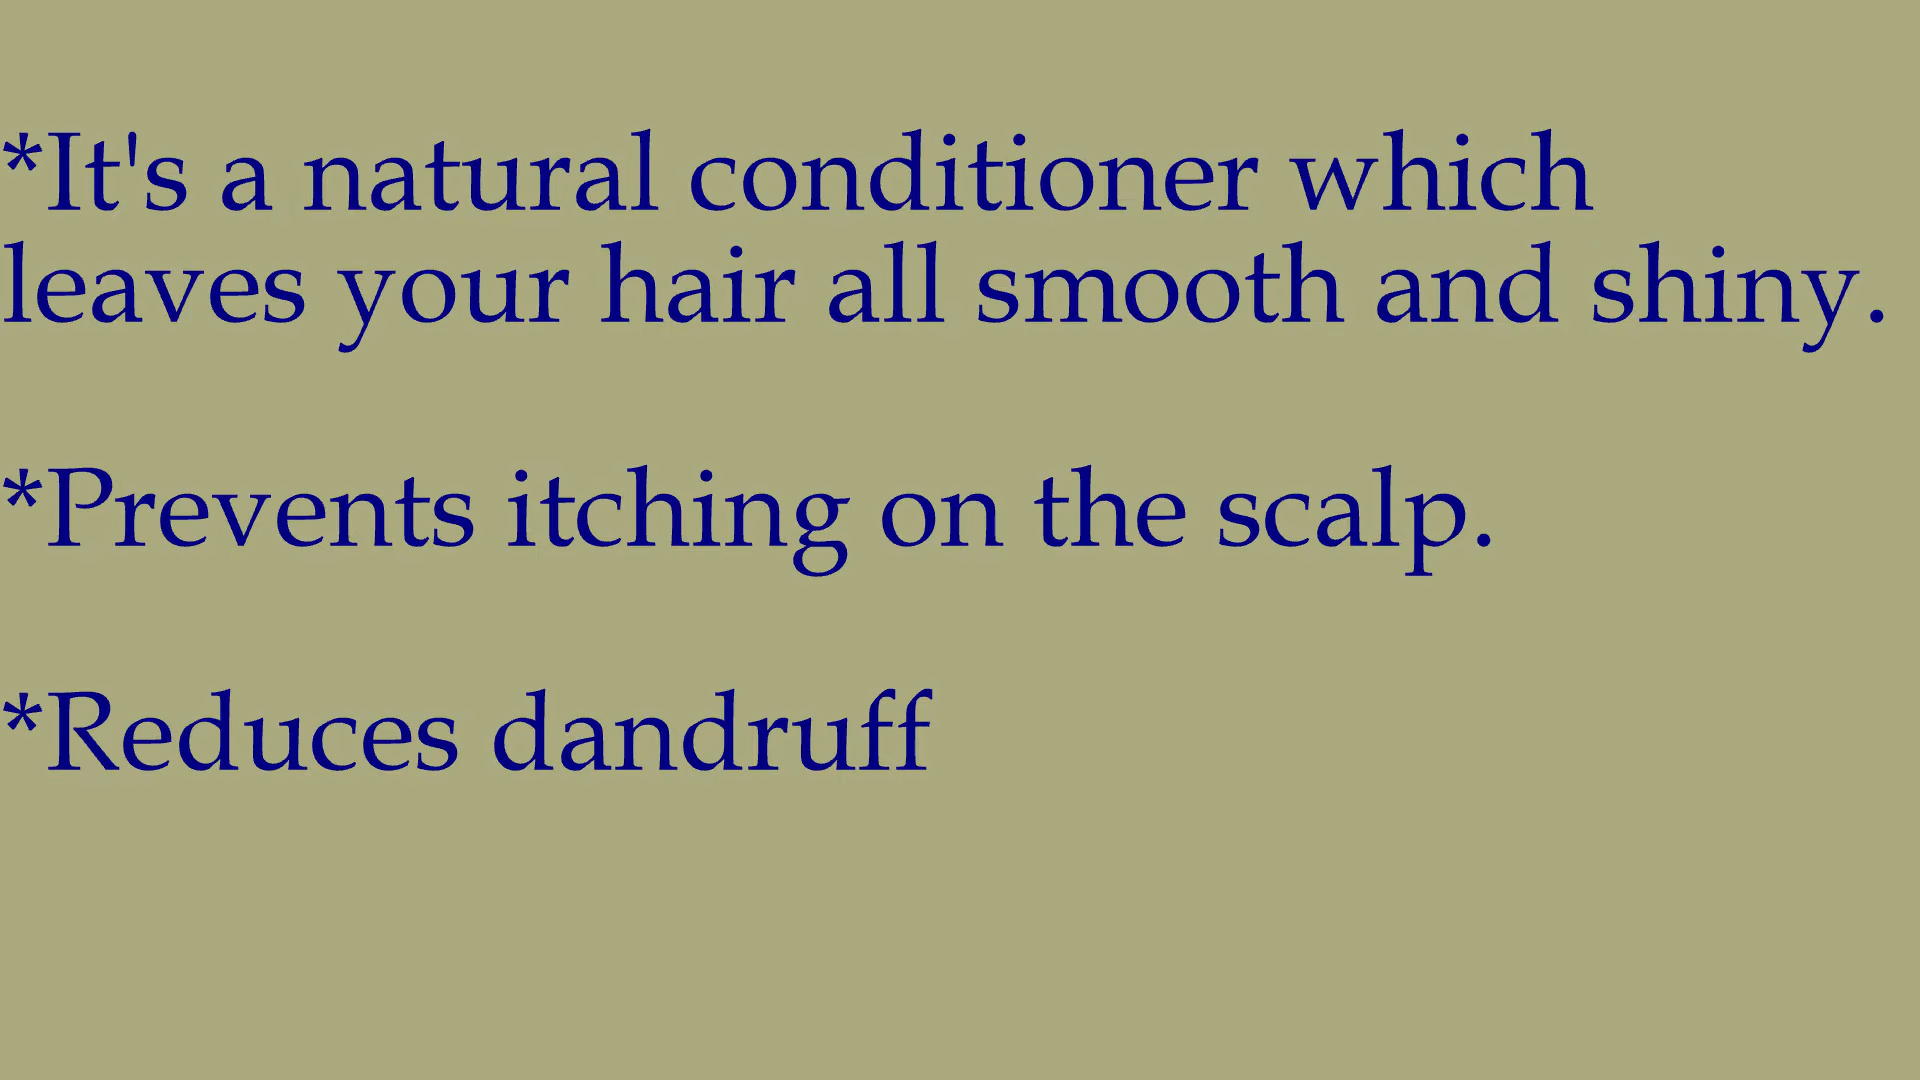 *It's a natural conditioner which
leaves your hair all smooth and shiny.
*Prevents itching on the scalp.
*Reduces dandruff